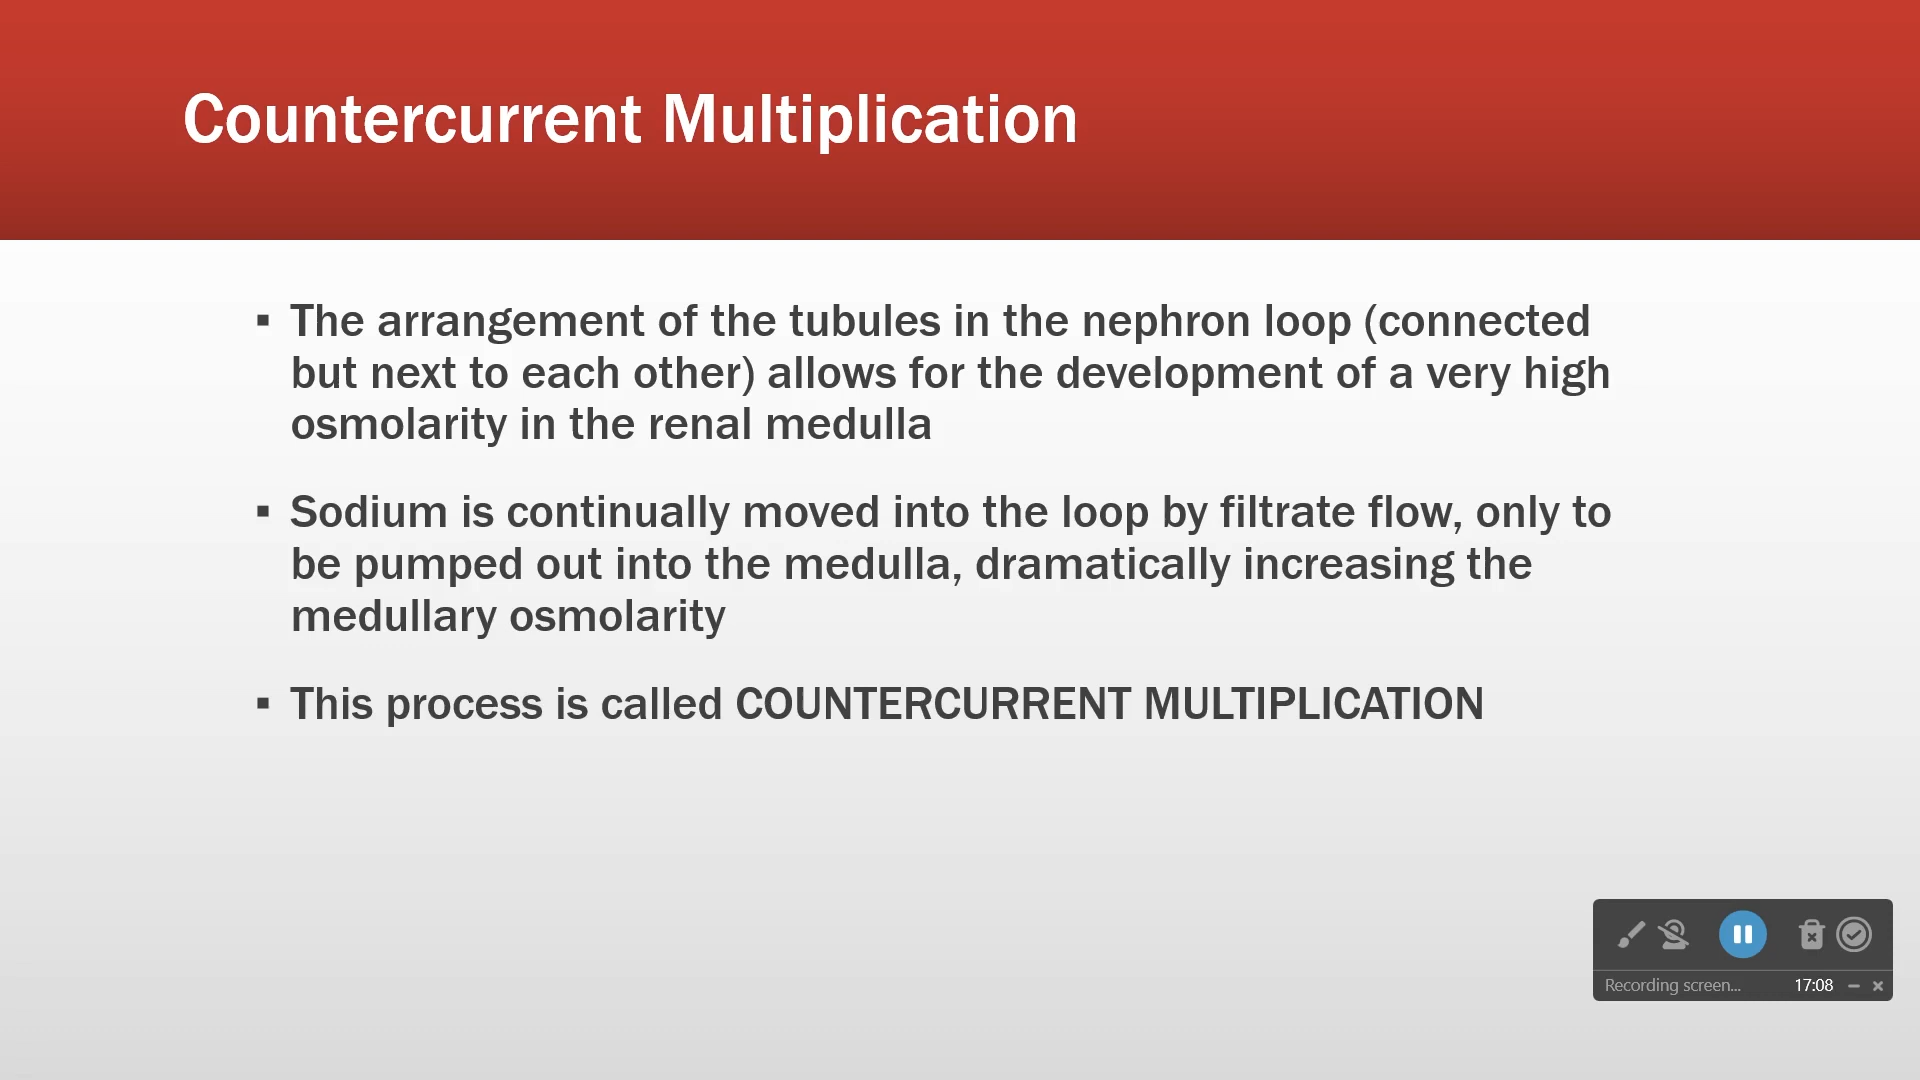 Countercurrent Multiplication
▪ The arrangement of the tubules in the nephron loop (connected
but next to each other) allows for the development of a very high
osmolarity in the renal medulla
▪ Sodium is continually moved into the loop by filtrate flow, only to
be pumped out into the medulla, dramatically increasing the
medullary osmolarity
▪ This process is called COUNTERCURRENT MULTIPLICATION
Recording screen... 17:08